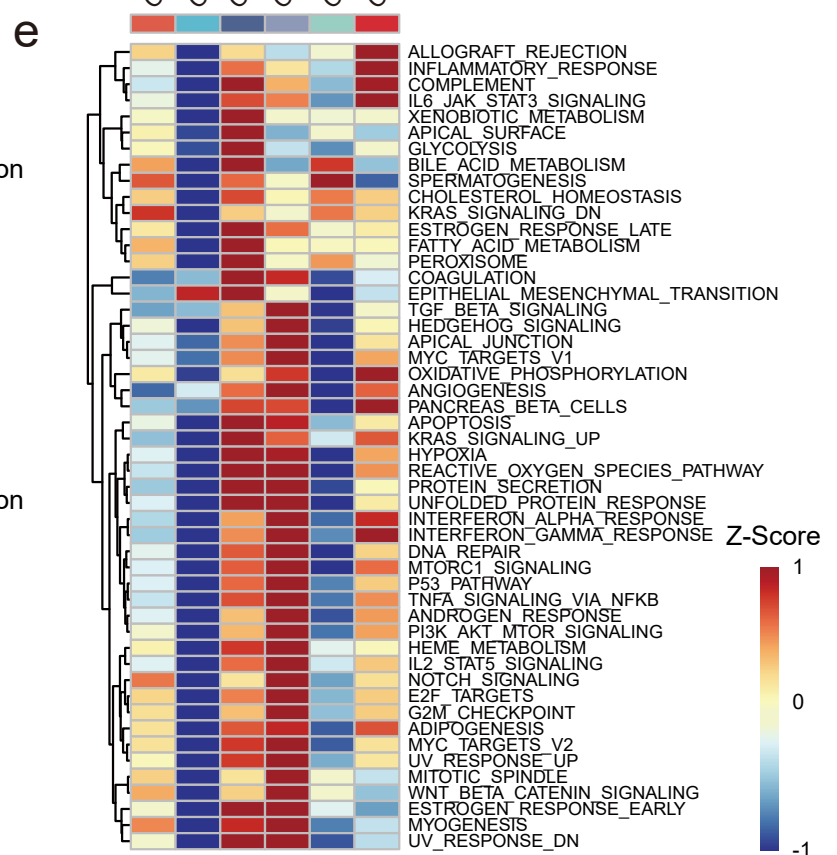 e
ALLOGRAFT_REJECTION
INFLAMMATORY_RESPONSE
COMPLEMENT
IL6_JAK_STAT3_SIGNALING
XENOBIOTIC_METABOLISM
APICAL_SURFACE
GLYCOLYSIS
on
BILE_ACID_METABOLISM
SPERMATOGENESIS
CHOLESTEROL_HOMEOSTASIS
KRAS_SIGNALING_DN
ESTROGEN_RESPONSE_LATE
FATTY_ACID_METABOLISM
PEROXISOME
COAGULATION
EPITHELIAL_MESENCHYMAL_TRANSITION
TGF_BETA_SIGNALING
HEDGEHOG_SIGNALING
APICAL_JUNCTION
MYC_TARGETS_V1
OXIDATIVE_PHOSPHORYLATION
ANGIOGENESIS
PANCREAS_BETA_CELLS
APOPTOSIS
KRAS_SIGNALING_UP
HYPOXIA
REACTIVE_OXYGEN_SPECIES_PATHWAY
PROTEIN_SECRETION
on
UNFOLDED_PROTEIN_RESPONSE
INTERFERON_ALPHA_RESPONSE
INTERFERON_GAMMA_RESPONSE
DNA_REPAIR
MTORC1_SIGNALING
P53_PATHWAY
TNFA_SIGNALING_VIA_NFKB
ANDROGEN_RESPONSE
PI3K_AKT_MTOR_SIGNALING
HEME_METABOLISM
IL2_STAT5_SIGNALING
NOTCH_SIGNALING
E2F_TARGETS
G2M_CHECKPOINT
ADIPOGENESIS
MYC_TARGETS_V2
UV_RESPONSE_UP
MITOTIC_SPINDLE
WNT_BETA_CATENIN_SIGNALING
ESTROGEN_RESPONSE_EARLY
MYOGENESIS
UV_RESPONSE_DN
Z-Score
1
0
-1